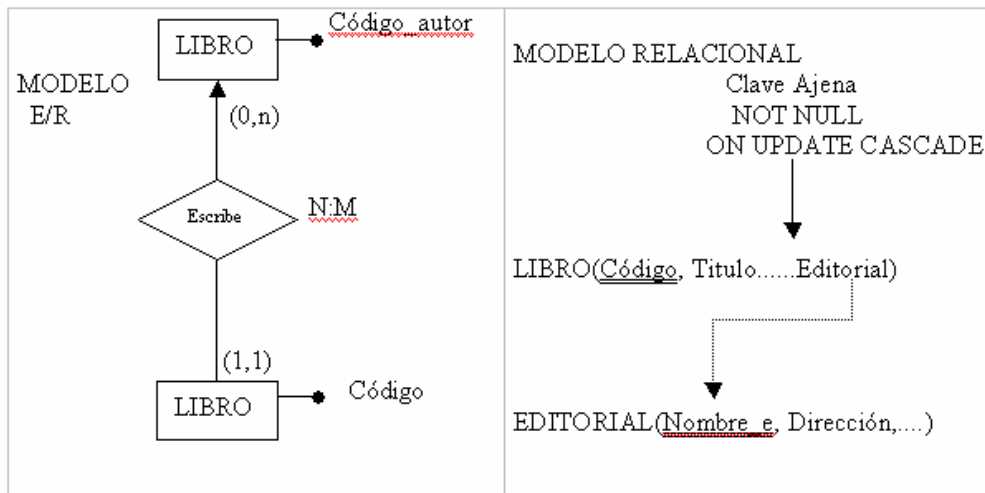 LIBRO
Código_autor
MODELO
E/R
(0,n)
Escribe
N:M
(1,1)
LIBRO
Código
MODELO RELACIONAL
Clave Ajena
NOT NULL
ON UPDATE CASCADE
LIBRO(Código, Titulo......Editorial)
EDITORIAL(Nombre_e, Dirección,....)